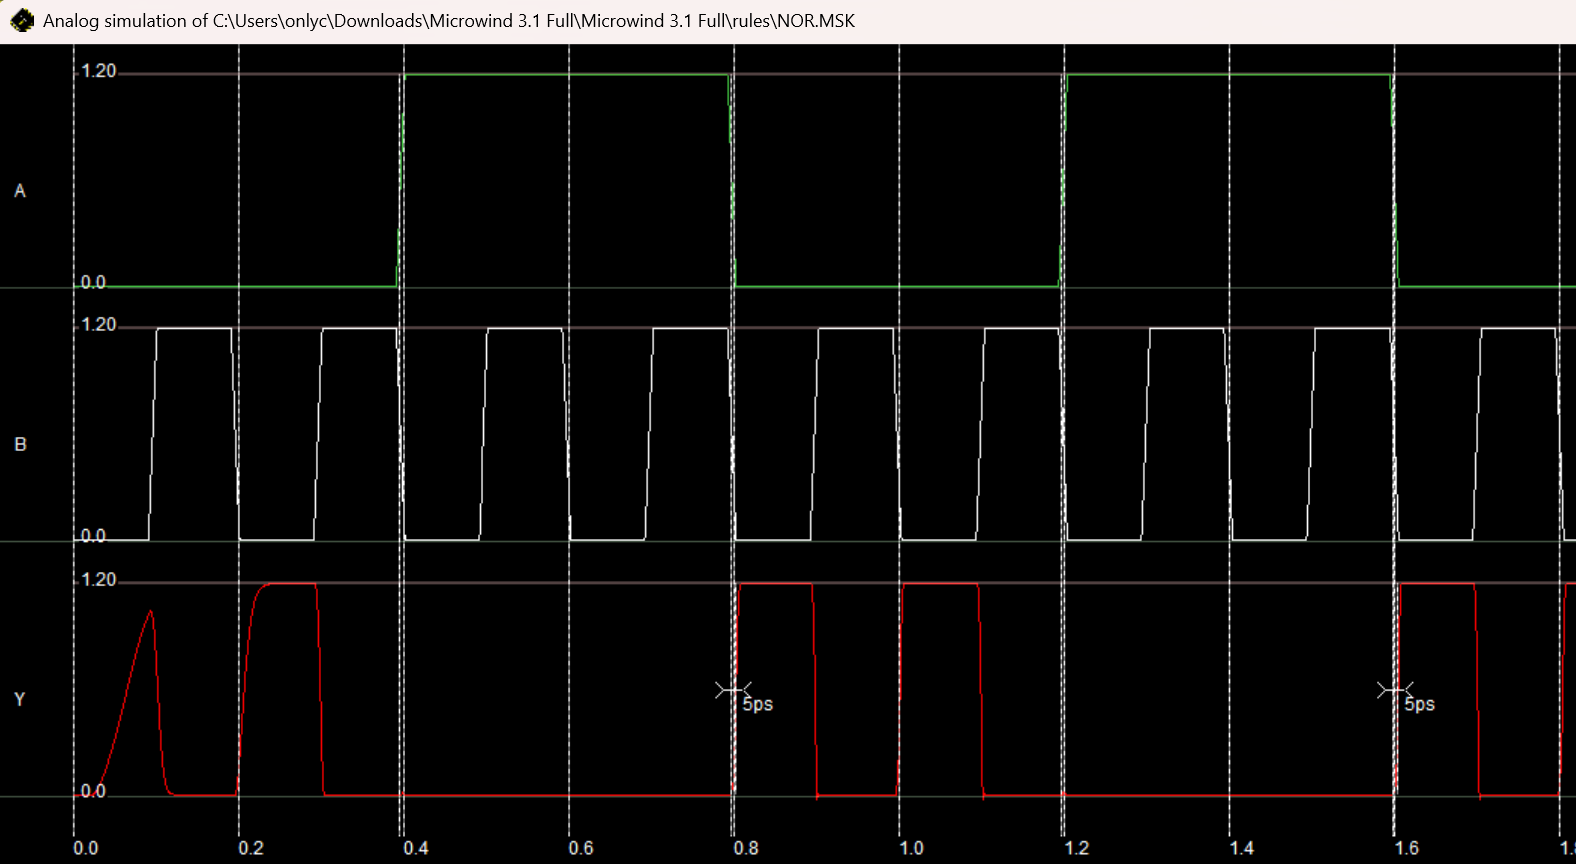 Analog simulation of C:\Users\onlyc\Downloads\Microwind 3.1 Full\Microwind 3.1 Full\rules\NOR.MSK
1.20
A
0.0
1.20
B
0.0
1.20
Y
5ps 5ps
0.0
0.0 0.2 0.4 0.6 0.8 1.0 1.2 1.4 1.6